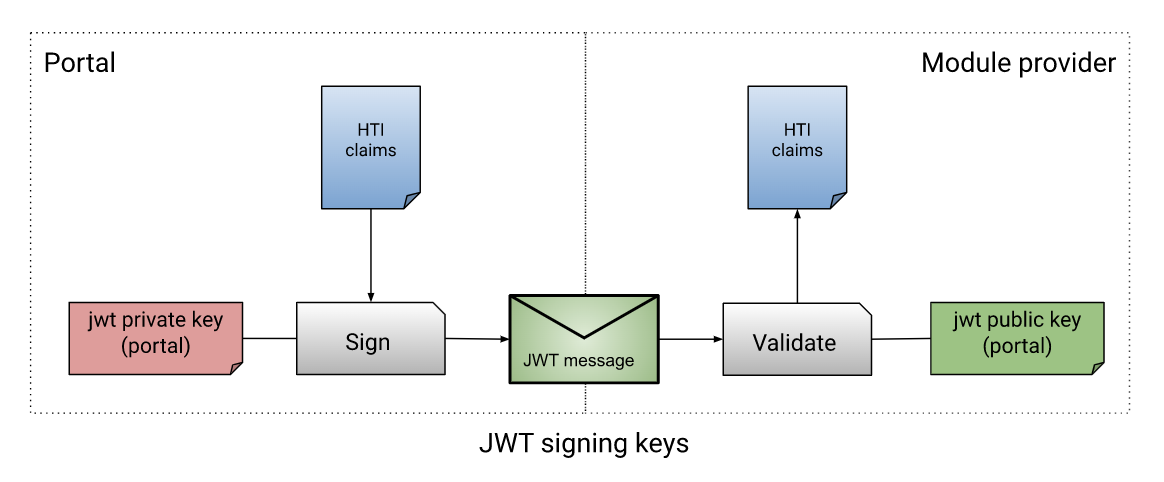 Portal
Module provider
HTI
claims
HTI
claims
jwt private key
(portal)
Sign
JWT message
Validate
jwt public key
(portal)
JWT signing keys